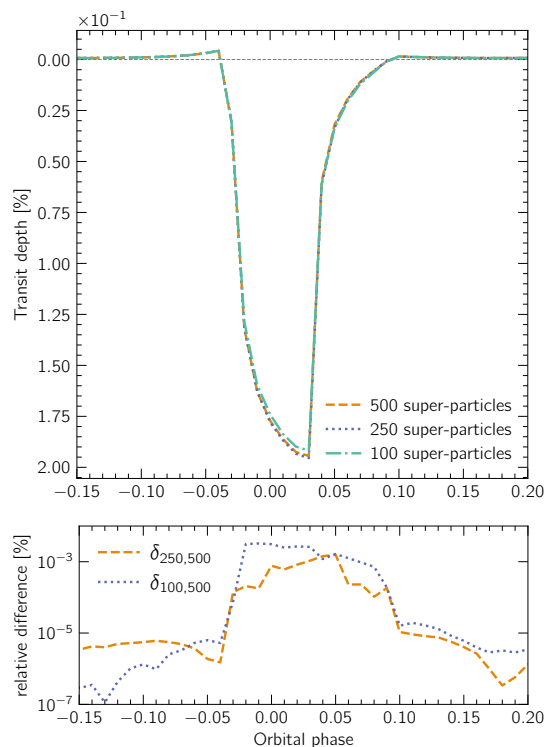 ×10⁻¹
0.00
0.25
0.50
0.75
1.00
1.25
1.50
1.75
2.00
Transit depth [%]
500 super-particles
250 super-particles
100 super-particles
−0.15 −0.10 −0.05 0.00 0.05 0.10 0.15 0.20
10⁻³
10⁻⁵
10⁻⁷
relative difference [%]
δ250,500
δ100,500
−0.15 −0.10 −0.05 0.00 0.05 0.10 0.15 0.20
Orbital phase